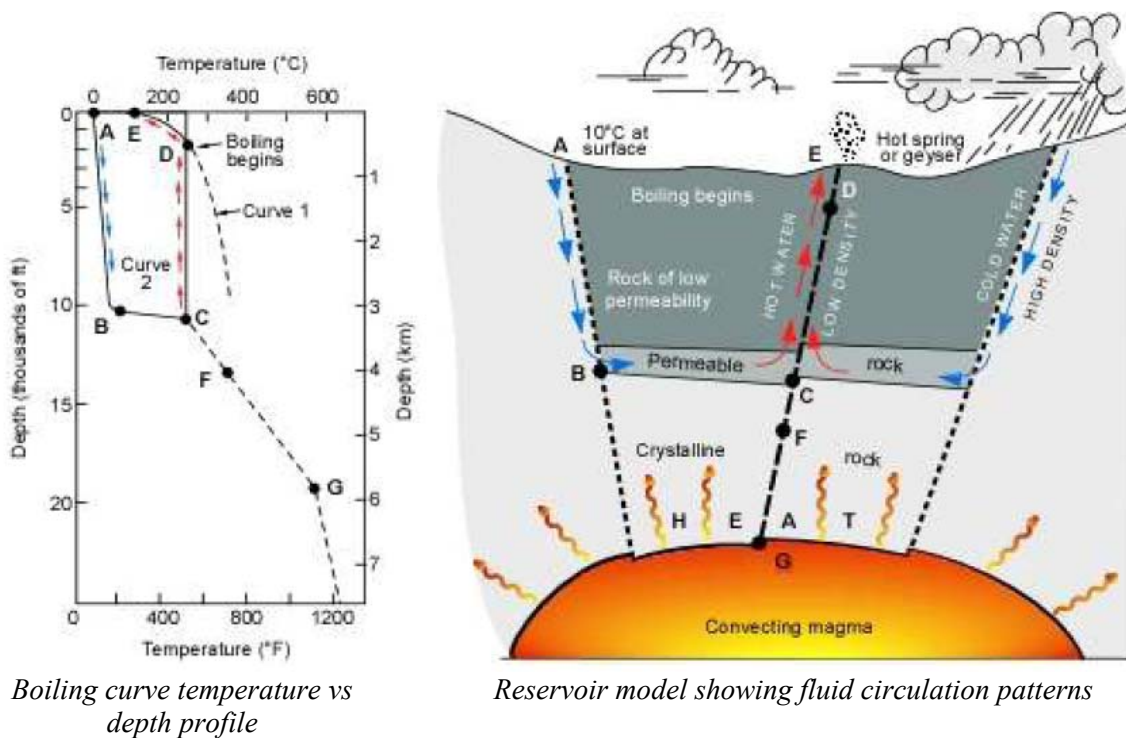 Temperature (°C)
0 200 400 600
0
5
10
15
20
Depth (thousands of ft)
A
E
D
Boiling
begins
Curve 1
Curve
2
B
C
F
G
1
2
3
4
5
6
7
Depth (km)
0 400 800 1200
Temperature (°F)
Boiling curve temperature vs
depth profile
A
10°C at
surface
E
Hot spring
or geyser
D
Boiling begins
Rock of low
permeability
HOT WATER
LOW DENSITY
COLD WATER
HIGH DENSITY
B
Permeable rock
C
F
Crystalline rock
H E A T
G
Convecting magma
Reservoir model showing fluid circulation patterns